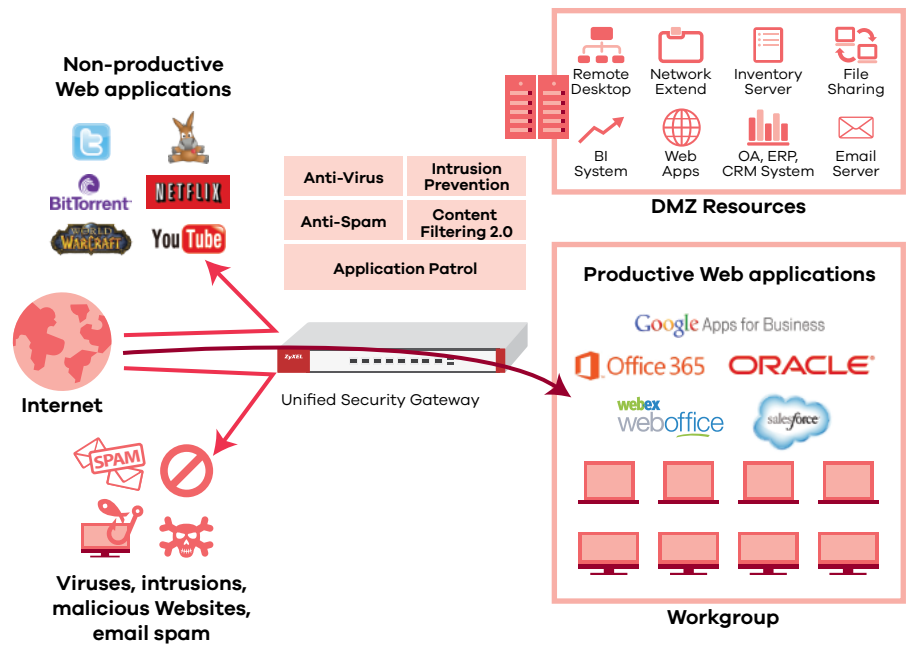 Non-productive
Web applications
BitTorrent
NETFLIX
WORLD
OF
WARCRAFT
YouTube
Anti-Virus
Intrusion
Prevention
Anti-Spam
Content
Filtering 2.0
Application Patrol
Remote
Desktop
Network
Extend
Inventory
Server
File
Sharing
BI
System
Web
Apps
OA, ERP,
CRM System
Email
Server
DMZ Resources
Internet
ZyXEL
Unified Security Gateway
Productive Web applications
Google Apps for Business
Office 365
ORACLE®
webex
weboffice
salesforce
Workgroup
SPAM
Viruses, intrusions,
malicious Websites,
email spam